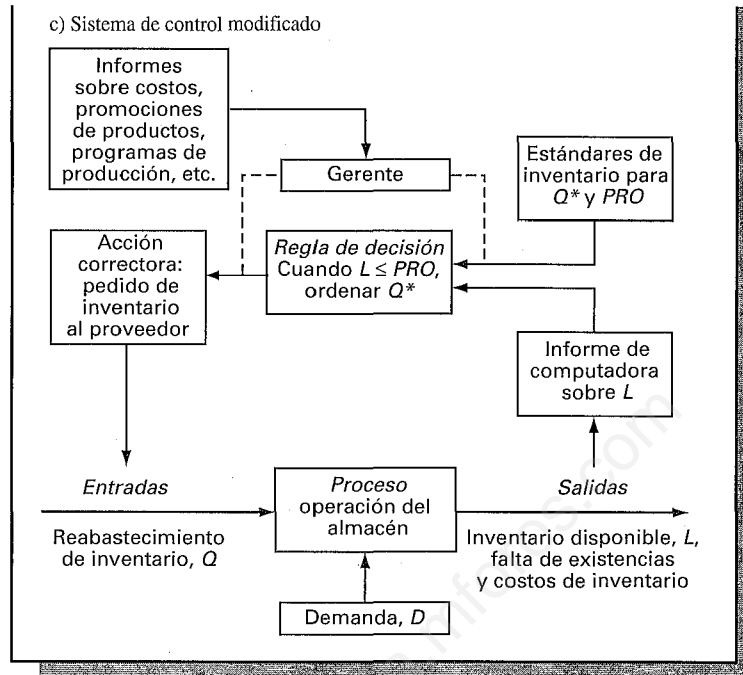 c) Sistema de control modificado
Informes
sobre costos,
promociones
de productos,
programas de
producción, etc.
Gerente
Estándares de
inventario para
Q* y PRO
Acción
correctora:
pedido de
inventario
al proveedor
Regla de decisión
Cuando L ≤ PRO,
ordenar Q*
Informe de
computadora
sobre L
Entradas
Reabastecimiento
de inventario, Q
Proceso
operación del
almacén
Salidas
Inventario disponible, L,
falta de existencias
y costos de inventario
Demanda, D